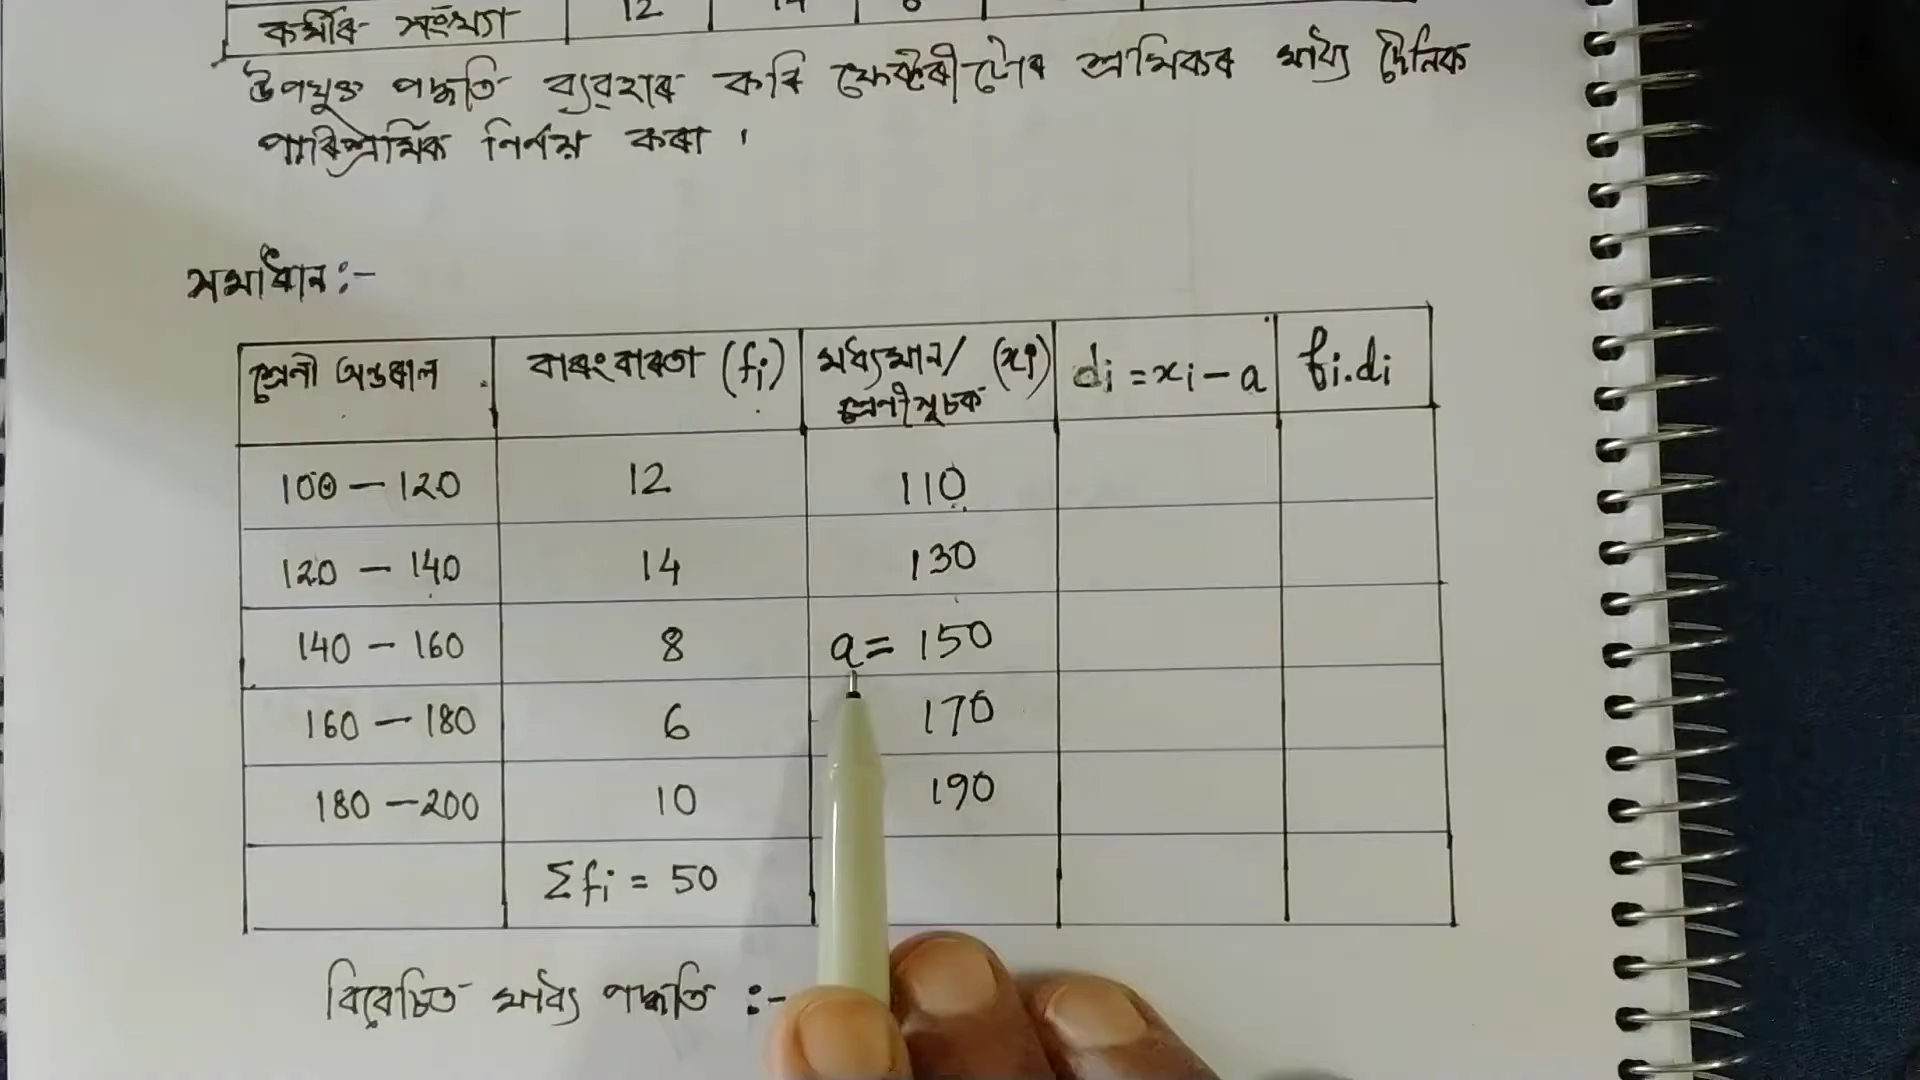 কৰ্মীৰ সংখ্যা 12 14 8
উপযুক্ত পদ্ধতি ব্যৱহাৰ কৰি ফেক্টৰীটোৰ শ্ৰমিকৰ মাধ্য দৈনিক
পাৰিশ্ৰমিক নিৰ্ণয় কৰা ।
সমাধান :-
শ্ৰেণী অন্তৰাল বাৰংবাৰতা (fi) মধ্যমান/ (xi) di = xi - a fi.di
শ্ৰেণীসূচক
100 - 120 12 110
120 - 140 14 130
140 - 160 8 a = 150
160 - 180 6 170
180 - 200 10 190
Σfi = 50
বিবেচিত মাধ্য পদ্ধতি :-